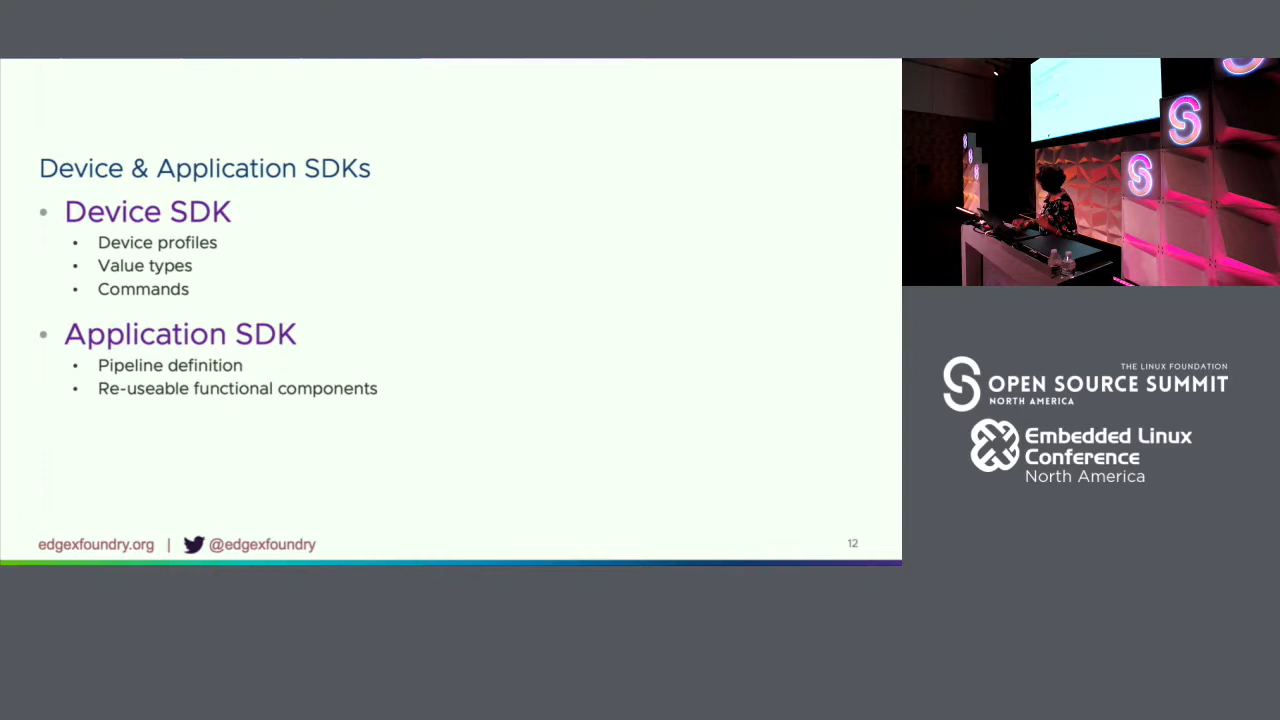 Device & Application SDKs
• Device SDK
• Device profiles
• Value types
• Commands
• Application SDK
• Pipeline definition
• Re-useable functional components
edgexfoundry.org | @edgexfoundry
12
THE LINUX FOUNDATION
OPEN SOURCE SUMMIT
NORTH AMERICA
Embedded Linux
Conference
North America